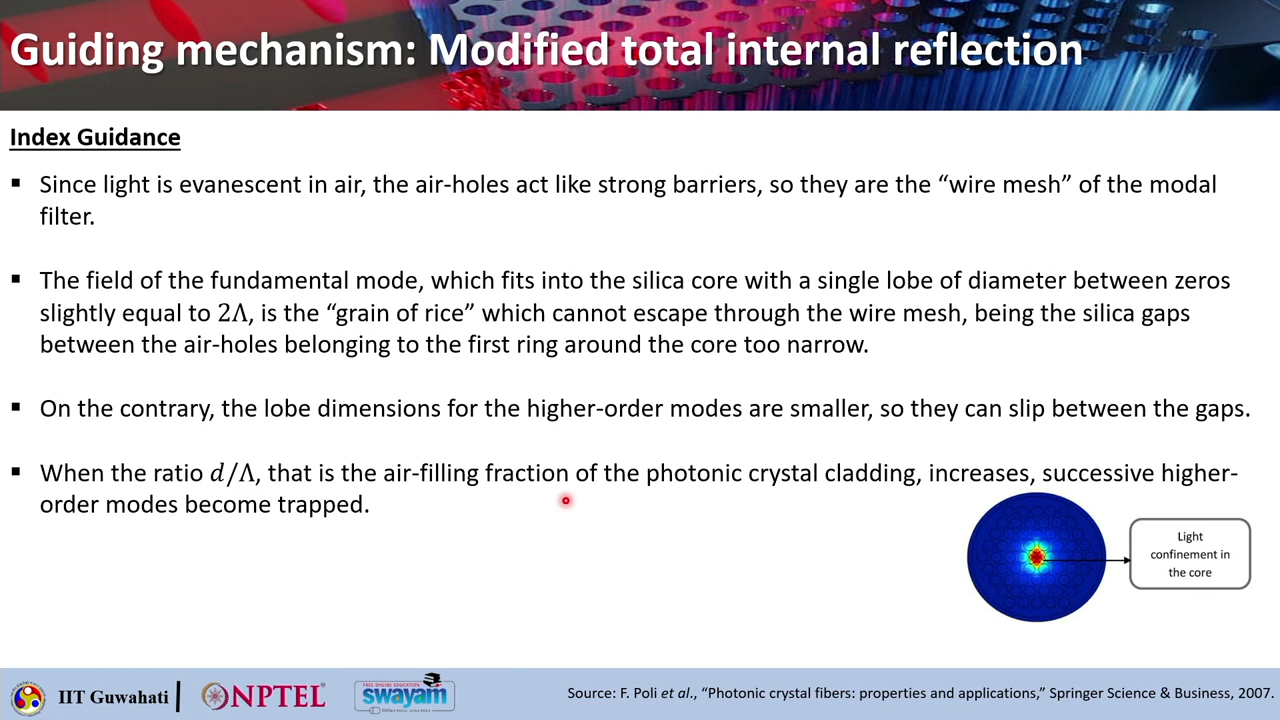 Guiding mechanism: Modified total internal reflection
Index Guidance
▪ Since light is evanescent in air, the air-holes act like strong barriers, so they are the “wire mesh” of the modal
filter.
▪ The field of the fundamental mode, which fits into the silica core with a single lobe of diameter between zeros
slightly equal to 2Λ, is the “grain of rice” which cannot escape through the wire mesh, being the silica gaps
between the air-holes belonging to the first ring around the core too narrow.
▪ On the contrary, the lobe dimensions for the higher-order modes are smaller, so they can slip between the gaps.
▪ When the ratio d/Λ, that is the air-filling fraction of the photonic crystal cladding, increases, successive higher-
order modes become trapped.
Light
confinement in
the core
IIT Guwahati
NPTEL
FREE ONLINE EDUCATION
swayam
Source: F. Poli et al., “Photonic crystal fibers: properties and applications,” Springer Science & Business, 2007.